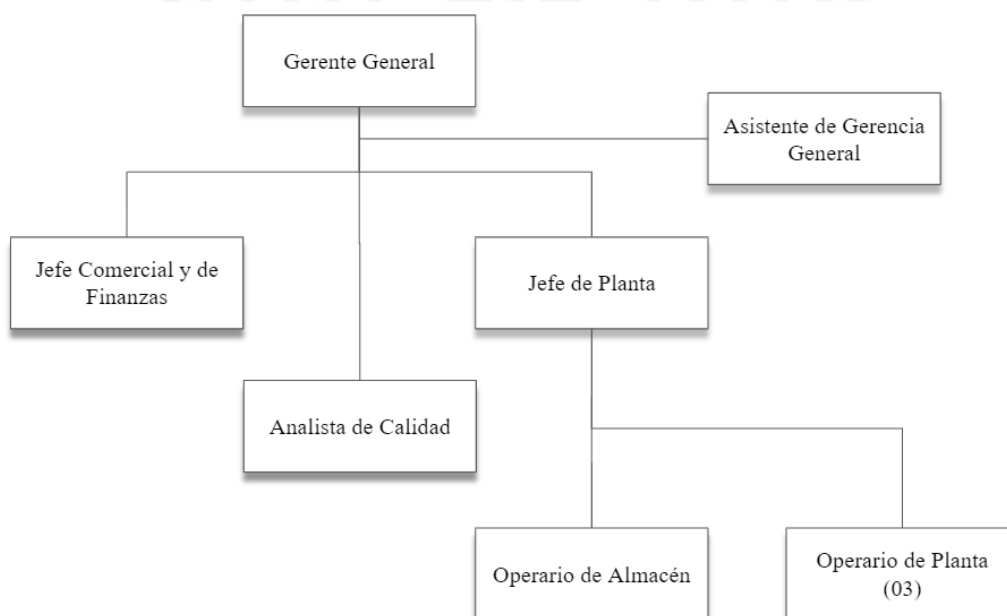 Gerente General
Asistente de Gerencia
General
Jefe Comercial y de
Finanzas
Jefe de Planta
Analista de Calidad
Operario de Almacén
Operario de Planta
(03)